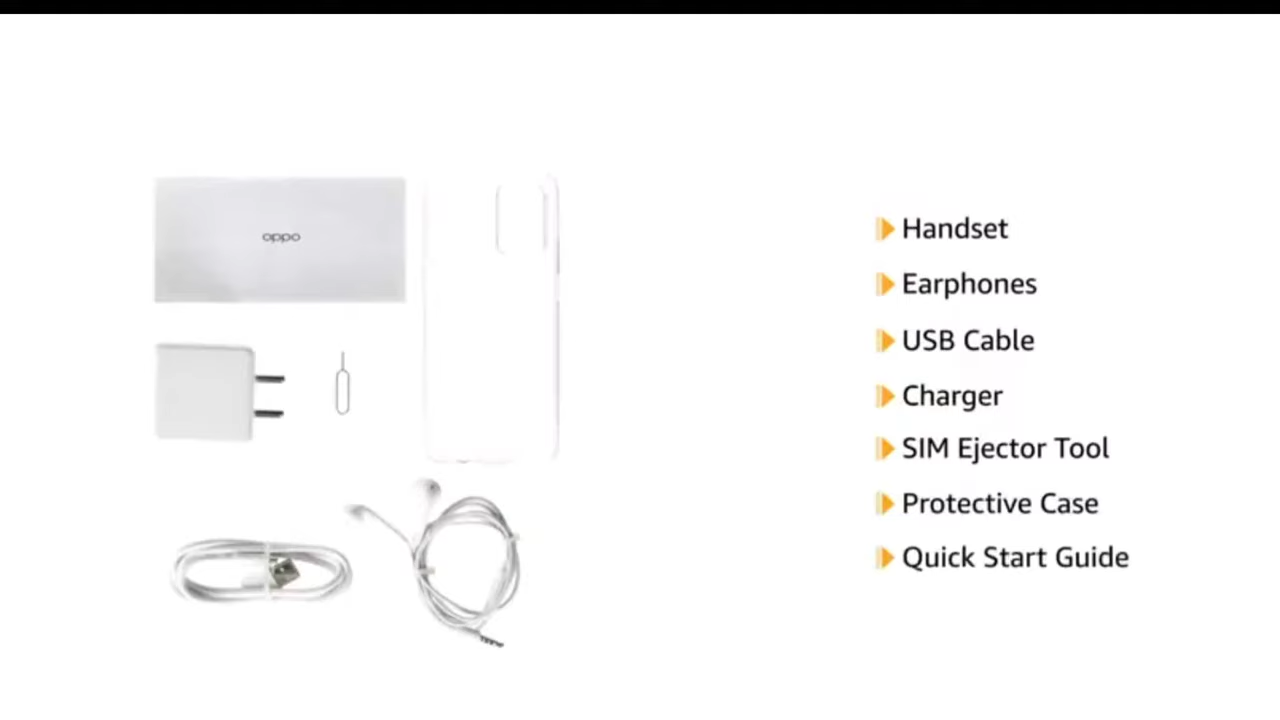 oppo
Handset
Earphones
USB Cable
Charger
SIM Ejector Tool
Protective Case
Quick Start Guide